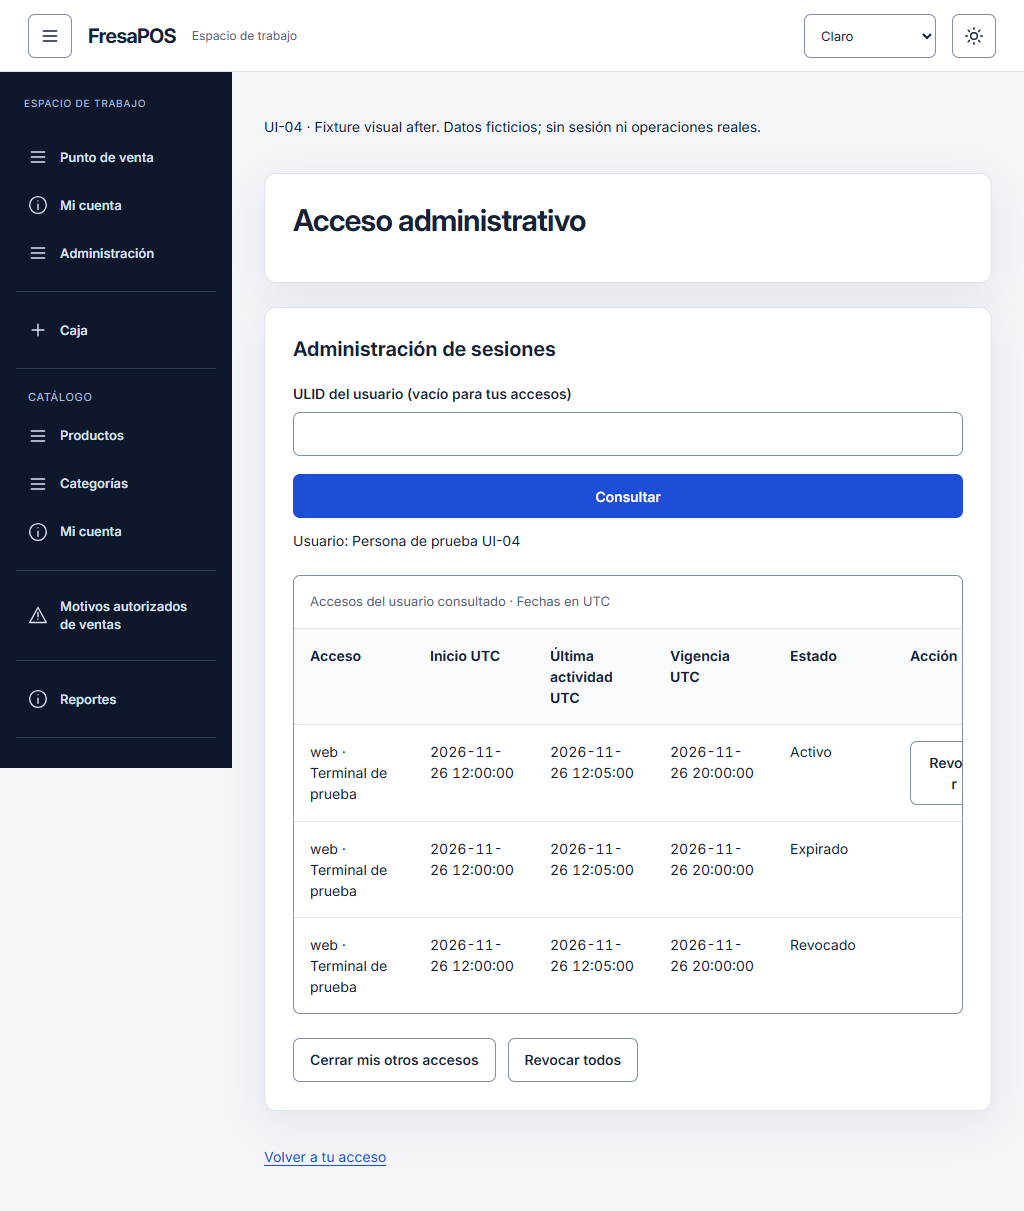 FresaPOS
Espacio de trabajo
Claro
ESPACIO DE TRABAJO
Punto de venta
Mi cuenta
Administración
Caja
CATÁLOGO
Productos
Categorías
Mi cuenta
Motivos autorizados
de ventas
Reportes
UI-04 · Fixture visual after. Datos ficticios; sin sesión ni operaciones reales.
Acceso administrativo
Administración de sesiones
ULID del usuario (vacío para tus accesos)
Consultar
Usuario: Persona de prueba UI-04
Accesos del usuario consultado · Fechas en UTC
Acceso
Inicio UTC
Última
actividad
UTC
Vigencia
UTC
Estado
Acción
web ·
Terminal de
prueba
2026-11-
26 12:00:00
2026-11-
26 12:05:00
2026-11-
26 20:00:00
Activo
Revo
r
web ·
Terminal de
prueba
2026-11-
26 12:00:00
2026-11-
26 12:05:00
2026-11-
26 20:00:00
Expirado
web ·
Terminal de
prueba
2026-11-
26 12:00:00
2026-11-
26 12:05:00
2026-11-
26 20:00:00
Revocado
Cerrar mis otros accesos
Revocar todos
Volver a tu acceso